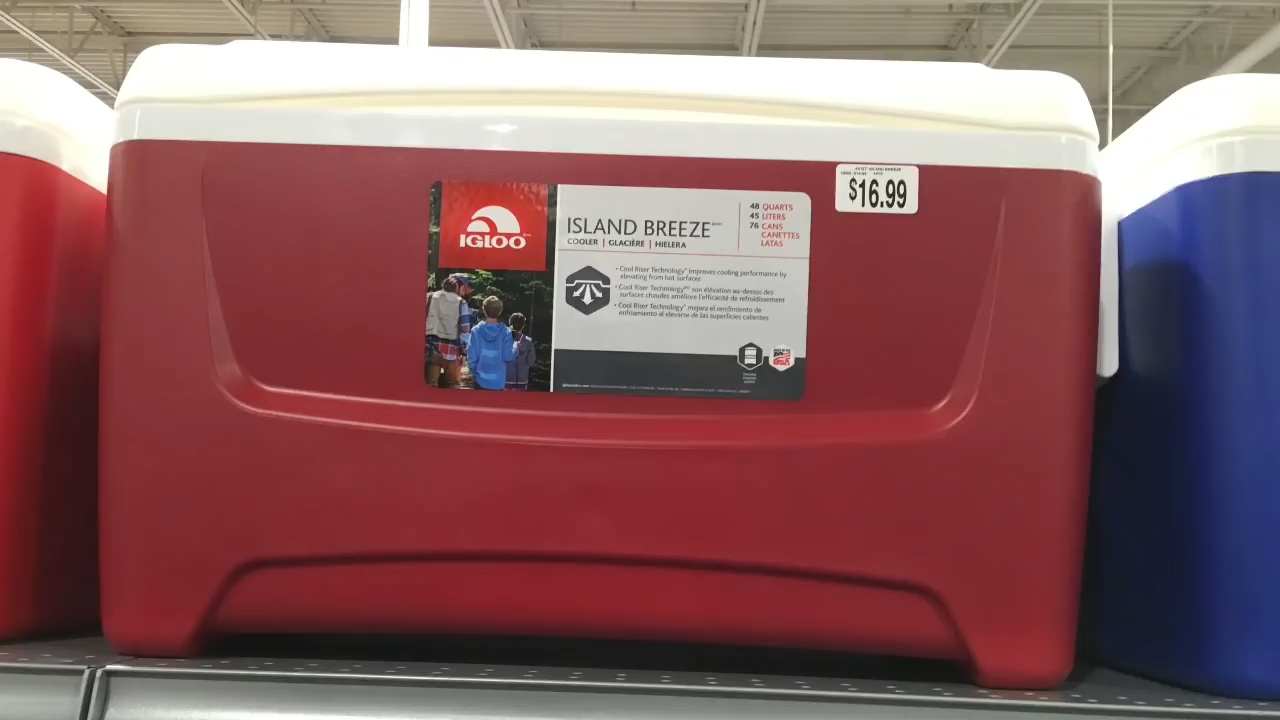 $16.99
IGLOO
ISLAND BREEZE
COOLER | GLACIÈRE | HIELERA
48 QUARTS
45 LITERS
76 CANS
CANETTES
LATAS
• Cool Riser Technology® improves cooling performance by
elevating from hot surfaces
• Cool Riser Technology son élévation au-dessus des
surfaces chaudes améliore l'efficacité de refroidissement
• Cool Riser Technology® mejora el rendimiento de
enfriamiento al elevarse de las superficies calientes
USA